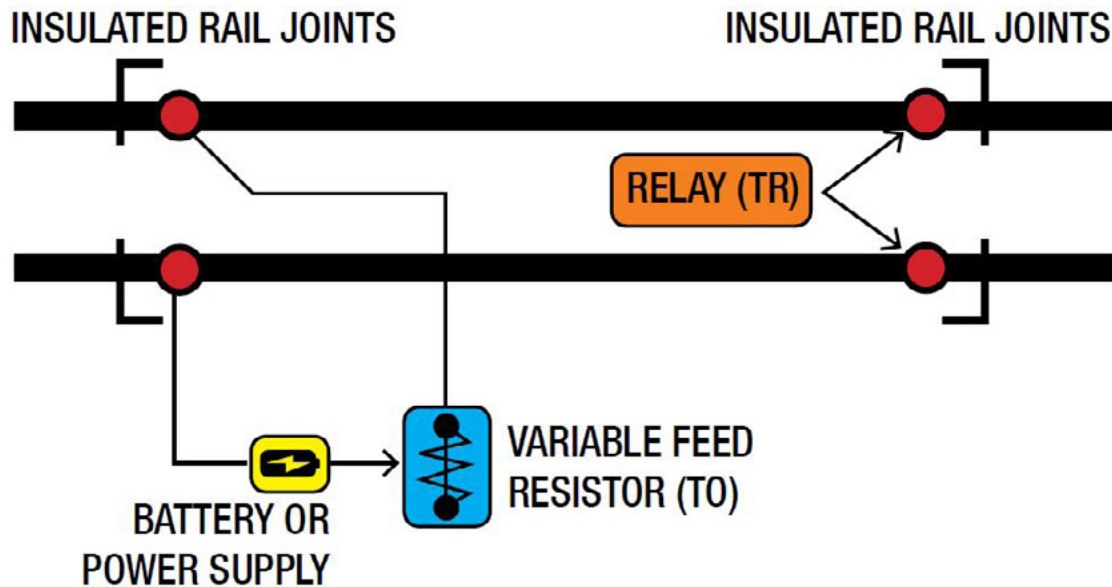 INSULATED RAIL JOINTS
INSULATED RAIL JOINTS
RELAY (TR)
VARIABLE FEED
RESISTOR (TO)
BATTERY OR
POWER SUPPLY